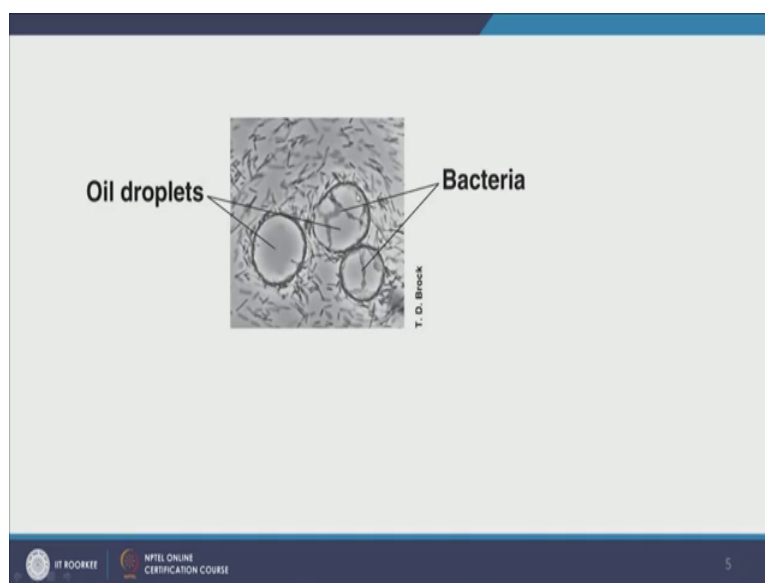 Oil droplets
Bacteria
T. D. Brock
IIT ROORKEE
NPTEL ONLINE
CERTIFICATION COURSE
5